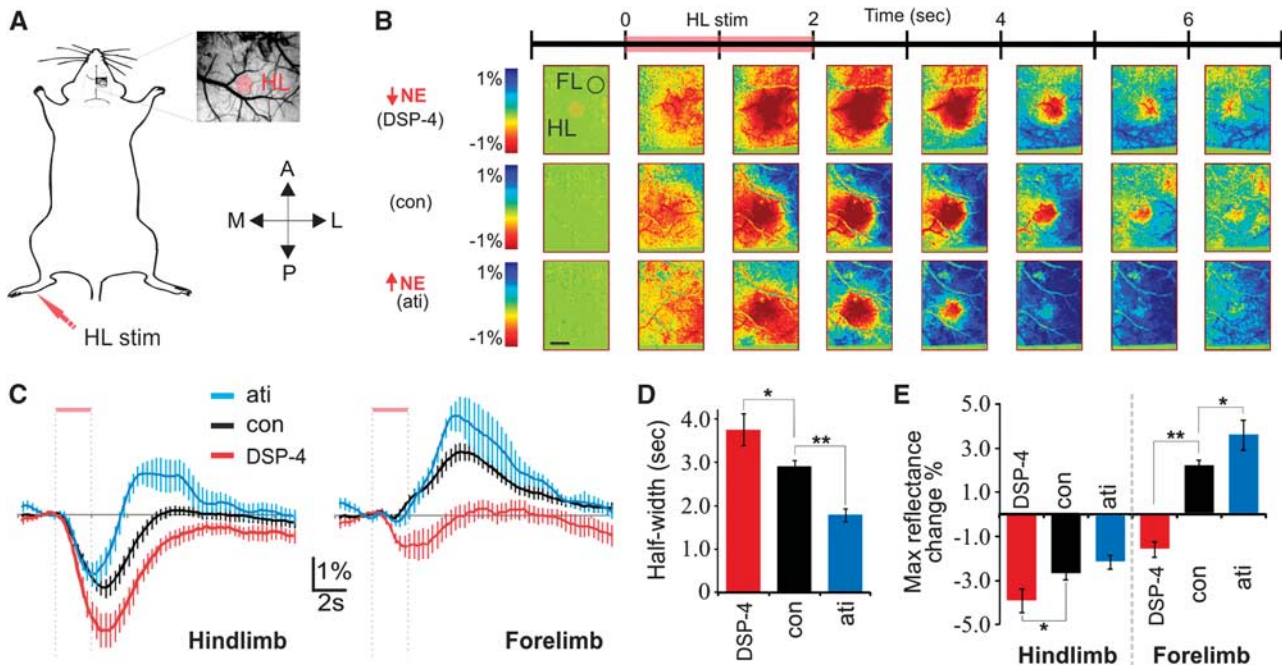 A
HL
A
M
L
P
HL stim
B
0
HL stim
2
Time (sec)
4
6
↓NE
(DSP-4)
1%
-1%
FL
HL
(con)
1%
-1%
↑NE
(ati)
1%
-1%
C
ati
con
DSP-4
1%
2s
Hindlimb
Forelimb
D
Half-width (sec)
4.0
3.0
2.0
1.0
0
*
**
DSP-4
con
ati
E
Max reflectance
change %
5.0
3.0
1.0
-1.0
-3.0
-5.0
DSP-4
con
ati
*
**
*
DSP-4
con
ati
Hindlimb
Forelimb